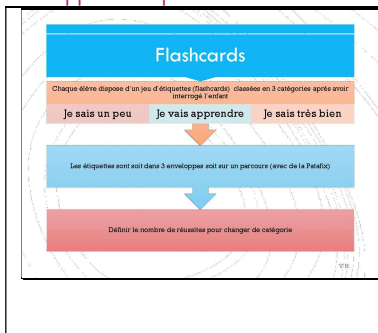 Flashcards
Chaque élève dispose d'un jeu d'étiquettes (flashcards) classées en 3 catégories après avoir
interrogé l'enfant
Je sais un peu Je vais apprendre Je sais très bien
Les étiquettes sont soit dans 3 enveloppes soit sur un parcours (avec de la Patafix)
Définir le nombre de réussites pour changer de catégorie